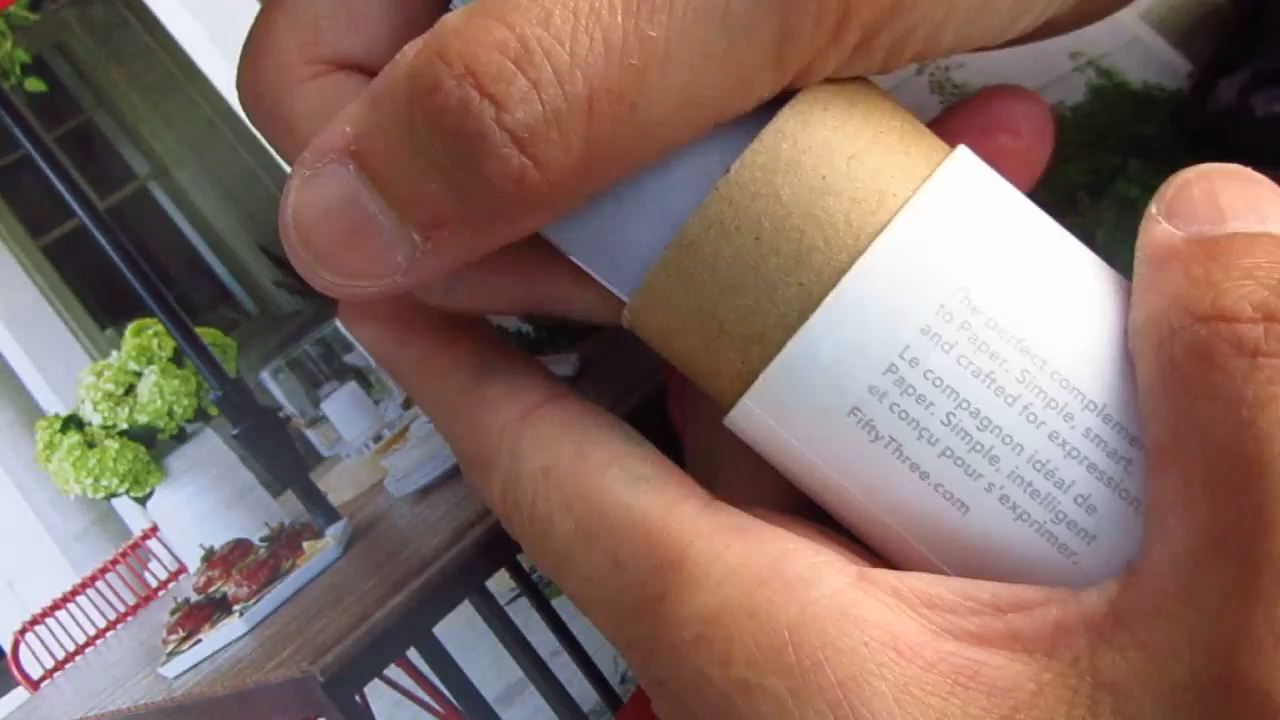 The perfect complement
to Paper. Simple, smart,
and crafted for expression.
Le compagnon idéal de
Paper. Simple, intelligent
et conçu pour s'exprimer.
FiftyThree.com